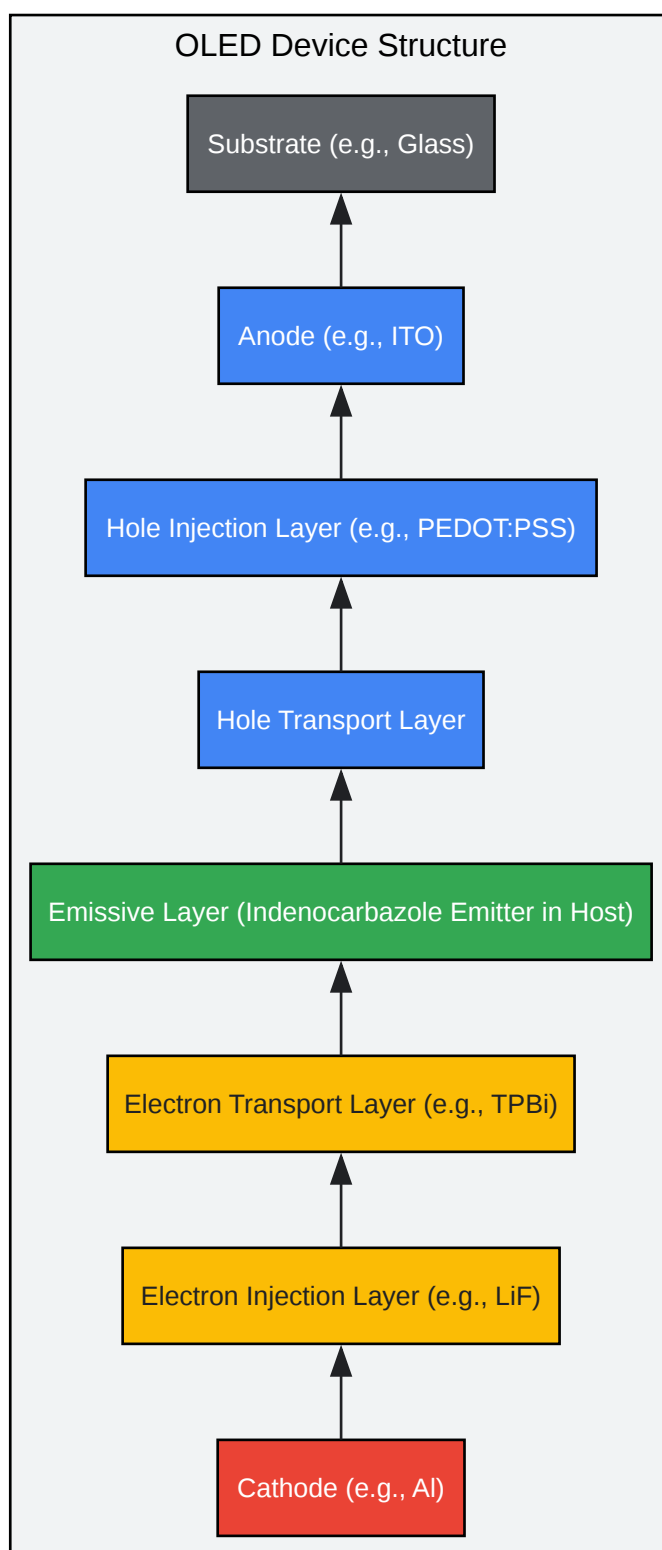 OLED Device Structure
Substrate (e.g., Glass)
Anode (e.g., ITO)
Hole Injection Layer (e.g., PEDOT:PSS)
Hole Transport Layer
Emissive Layer (Indenocarbazole Emitter in Host)
Electron Transport Layer (e.g., TPBi)
Electron Injection Layer (e.g., LiF)
Cathode (e.g., Al)